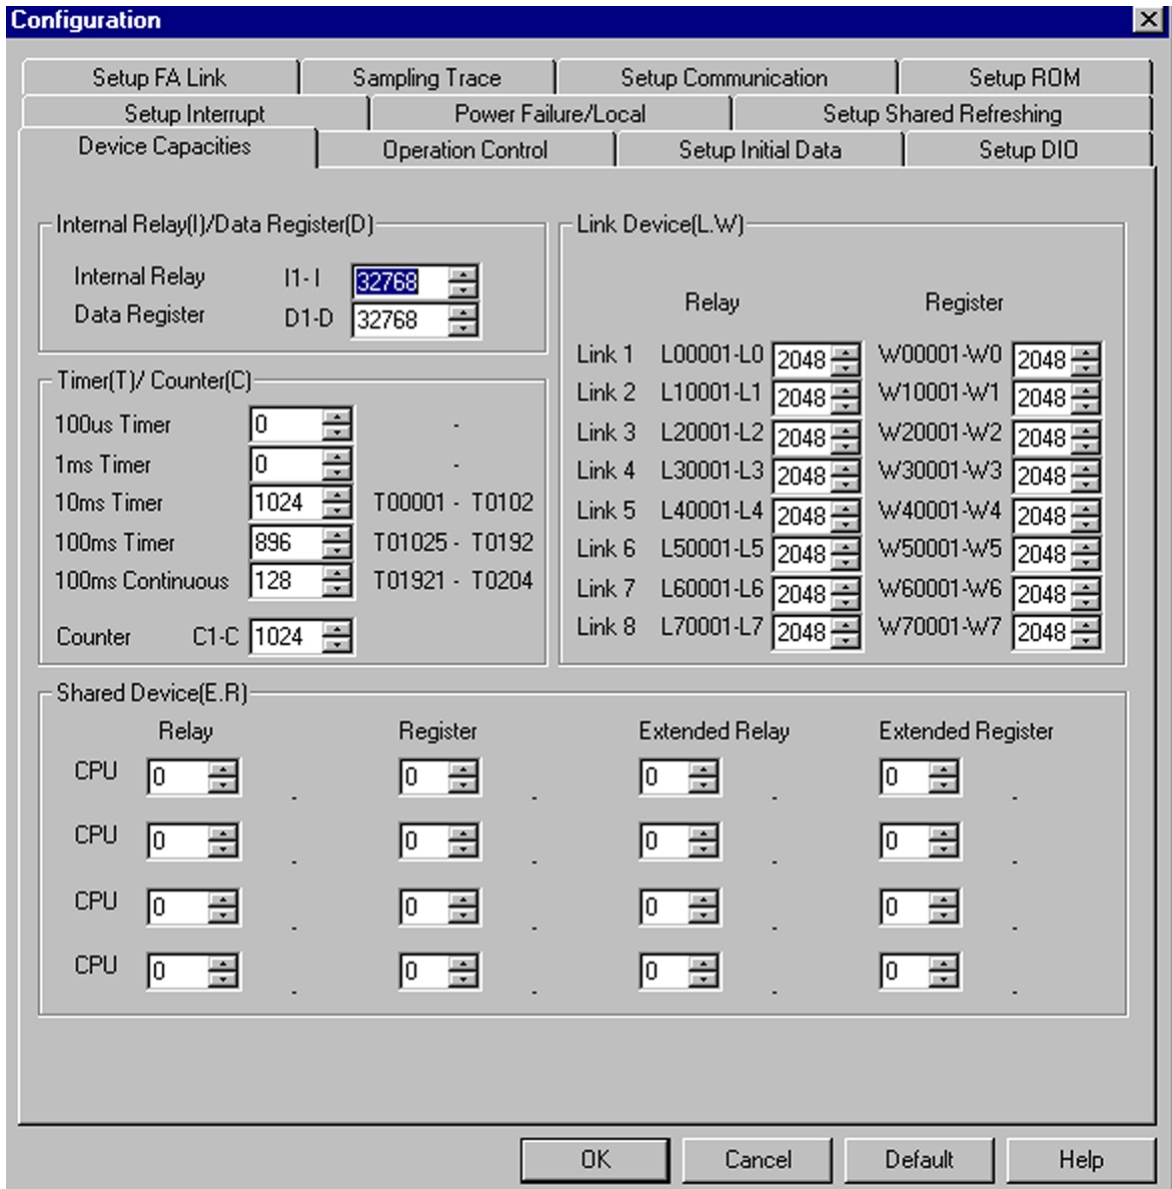 Configuration
Setup FA Link Sampling Trace Setup Communication Setup ROM
Setup Interrupt Power Failure/Local Setup Shared Refreshing
Device Capacities Operation Control Setup Initial Data Setup DIO
Internal Relay(I)/Data Register(D)
Internal Relay I1-I 32768
Data Register D1-D 32768
Timer(T)/ Counter(C)
100us Timer 0 -
1ms Timer 0 -
10ms Timer 1024 T00001 - T0102
100ms Timer 896 T01025 - T0192
100ms Continuous 128 T01921 - T0204
Counter C1-C 1024
Link Device(L.W)
Relay Register
Link 1 L00001-L0 2048 W00001-W0 2048
Link 2 L10001-L1 2048 W10001-W1 2048
Link 3 L20001-L2 2048 W20001-W2 2048
Link 4 L30001-L3 2048 W30001-W3 2048
Link 5 L40001-L4 2048 W40001-W4 2048
Link 6 L50001-L5 2048 W50001-W5 2048
Link 7 L60001-L6 2048 W60001-W6 2048
Link 8 L70001-L7 2048 W70001-W7 2048
Shared Device(E.R)
Relay Register Extended Relay Extended Register
CPU 0 - 0 - 0 - 0 -
CPU 0 - 0 - 0 - 0 -
CPU 0 - 0 - 0 - 0 -
CPU 0 - 0 - 0 - 0 -
OK Cancel Default Help